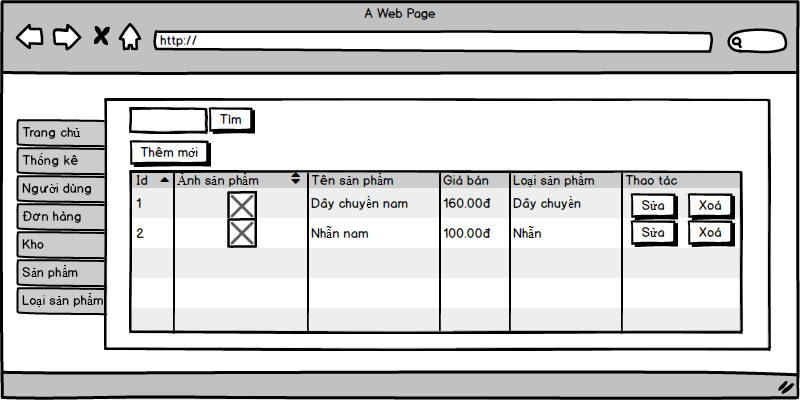 A Web Page
http://
Tìm
Trang chủ
Thống kê
Người dùng
Đơn hàng
Kho
Sản phẩm
Loại sản phẩm
Thêm mới
Id Ảnh sản phẩm Tên sản phẩm Giá bán Loại sản phẩm Thao tác
1 Dây chuyền nam 160.00đ Dây chuyền Sửa Xoá
2 Nhẫn nam 100.00đ Nhẫn Sửa Xoá